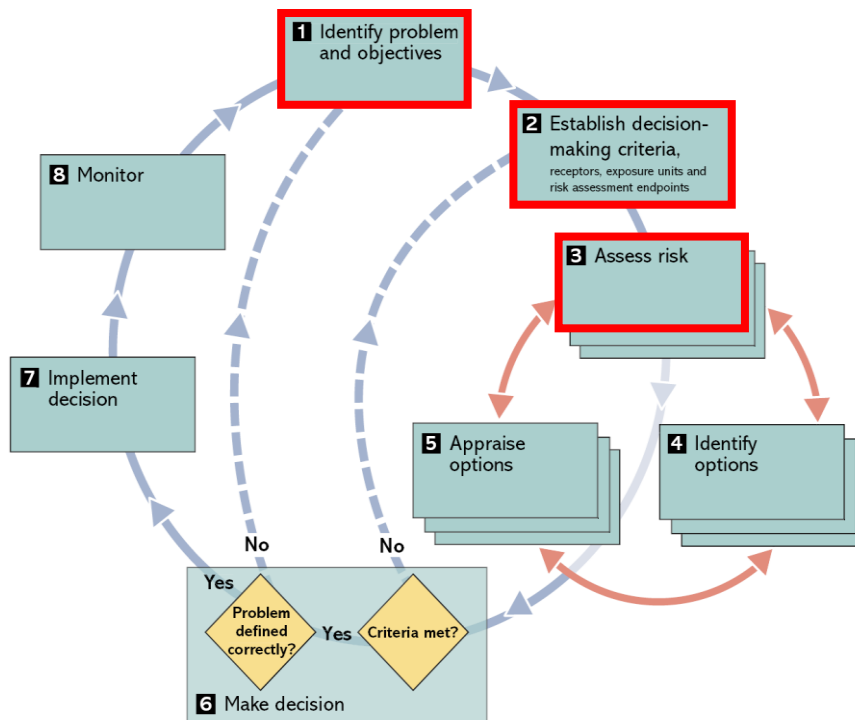 1 Identify problem
and objectives
2 Establish decision-
making criteria,
receptors, exposure units and
risk assessment endpoints
3 Assess risk
4 Identify
options
5 Appraise
options
No
No
Yes
Problem
defined
correctly?
Yes
Criteria met?
6 Make decision
7 Implement
decision
8 Monitor